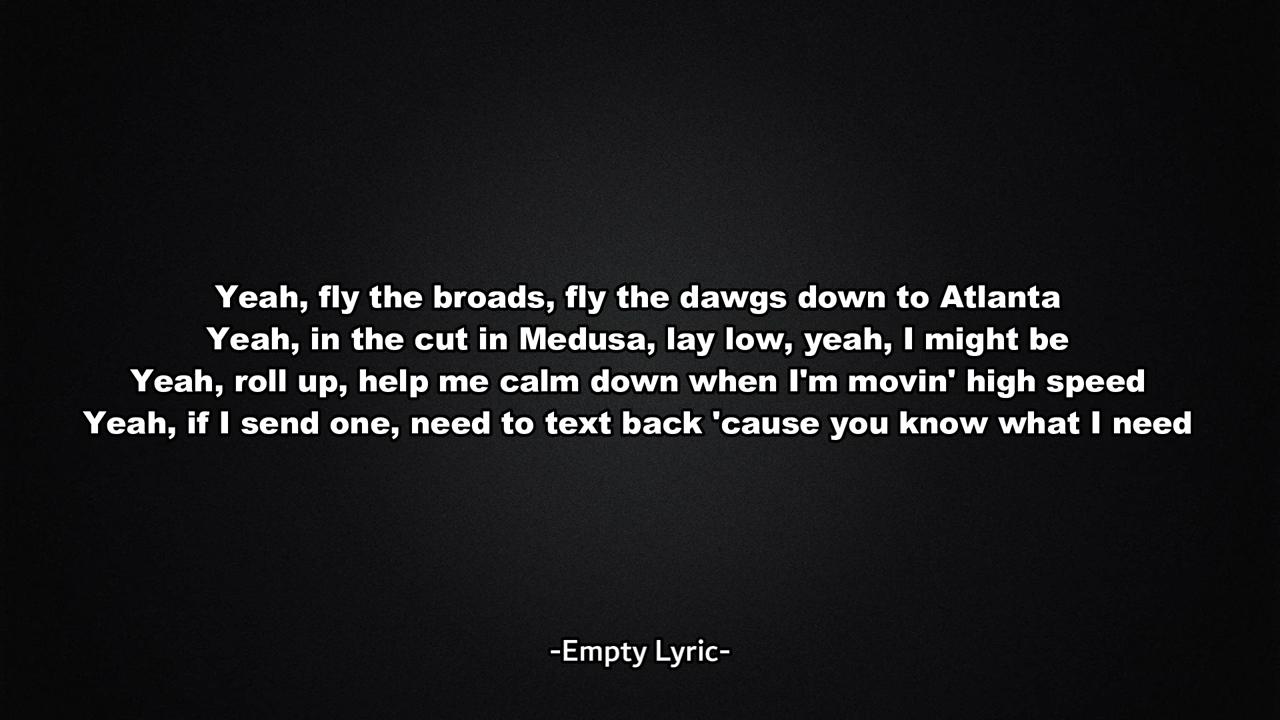 Yeah, fly the broads, fly the dawgs down to Atlanta
Yeah, in the cut in Medusa, lay low, yeah, I might be
Yeah, roll up, help me calm down when I'm movin' high speed
Yeah, if I send one, need to text back 'cause you know what I need
-Empty Lyric-